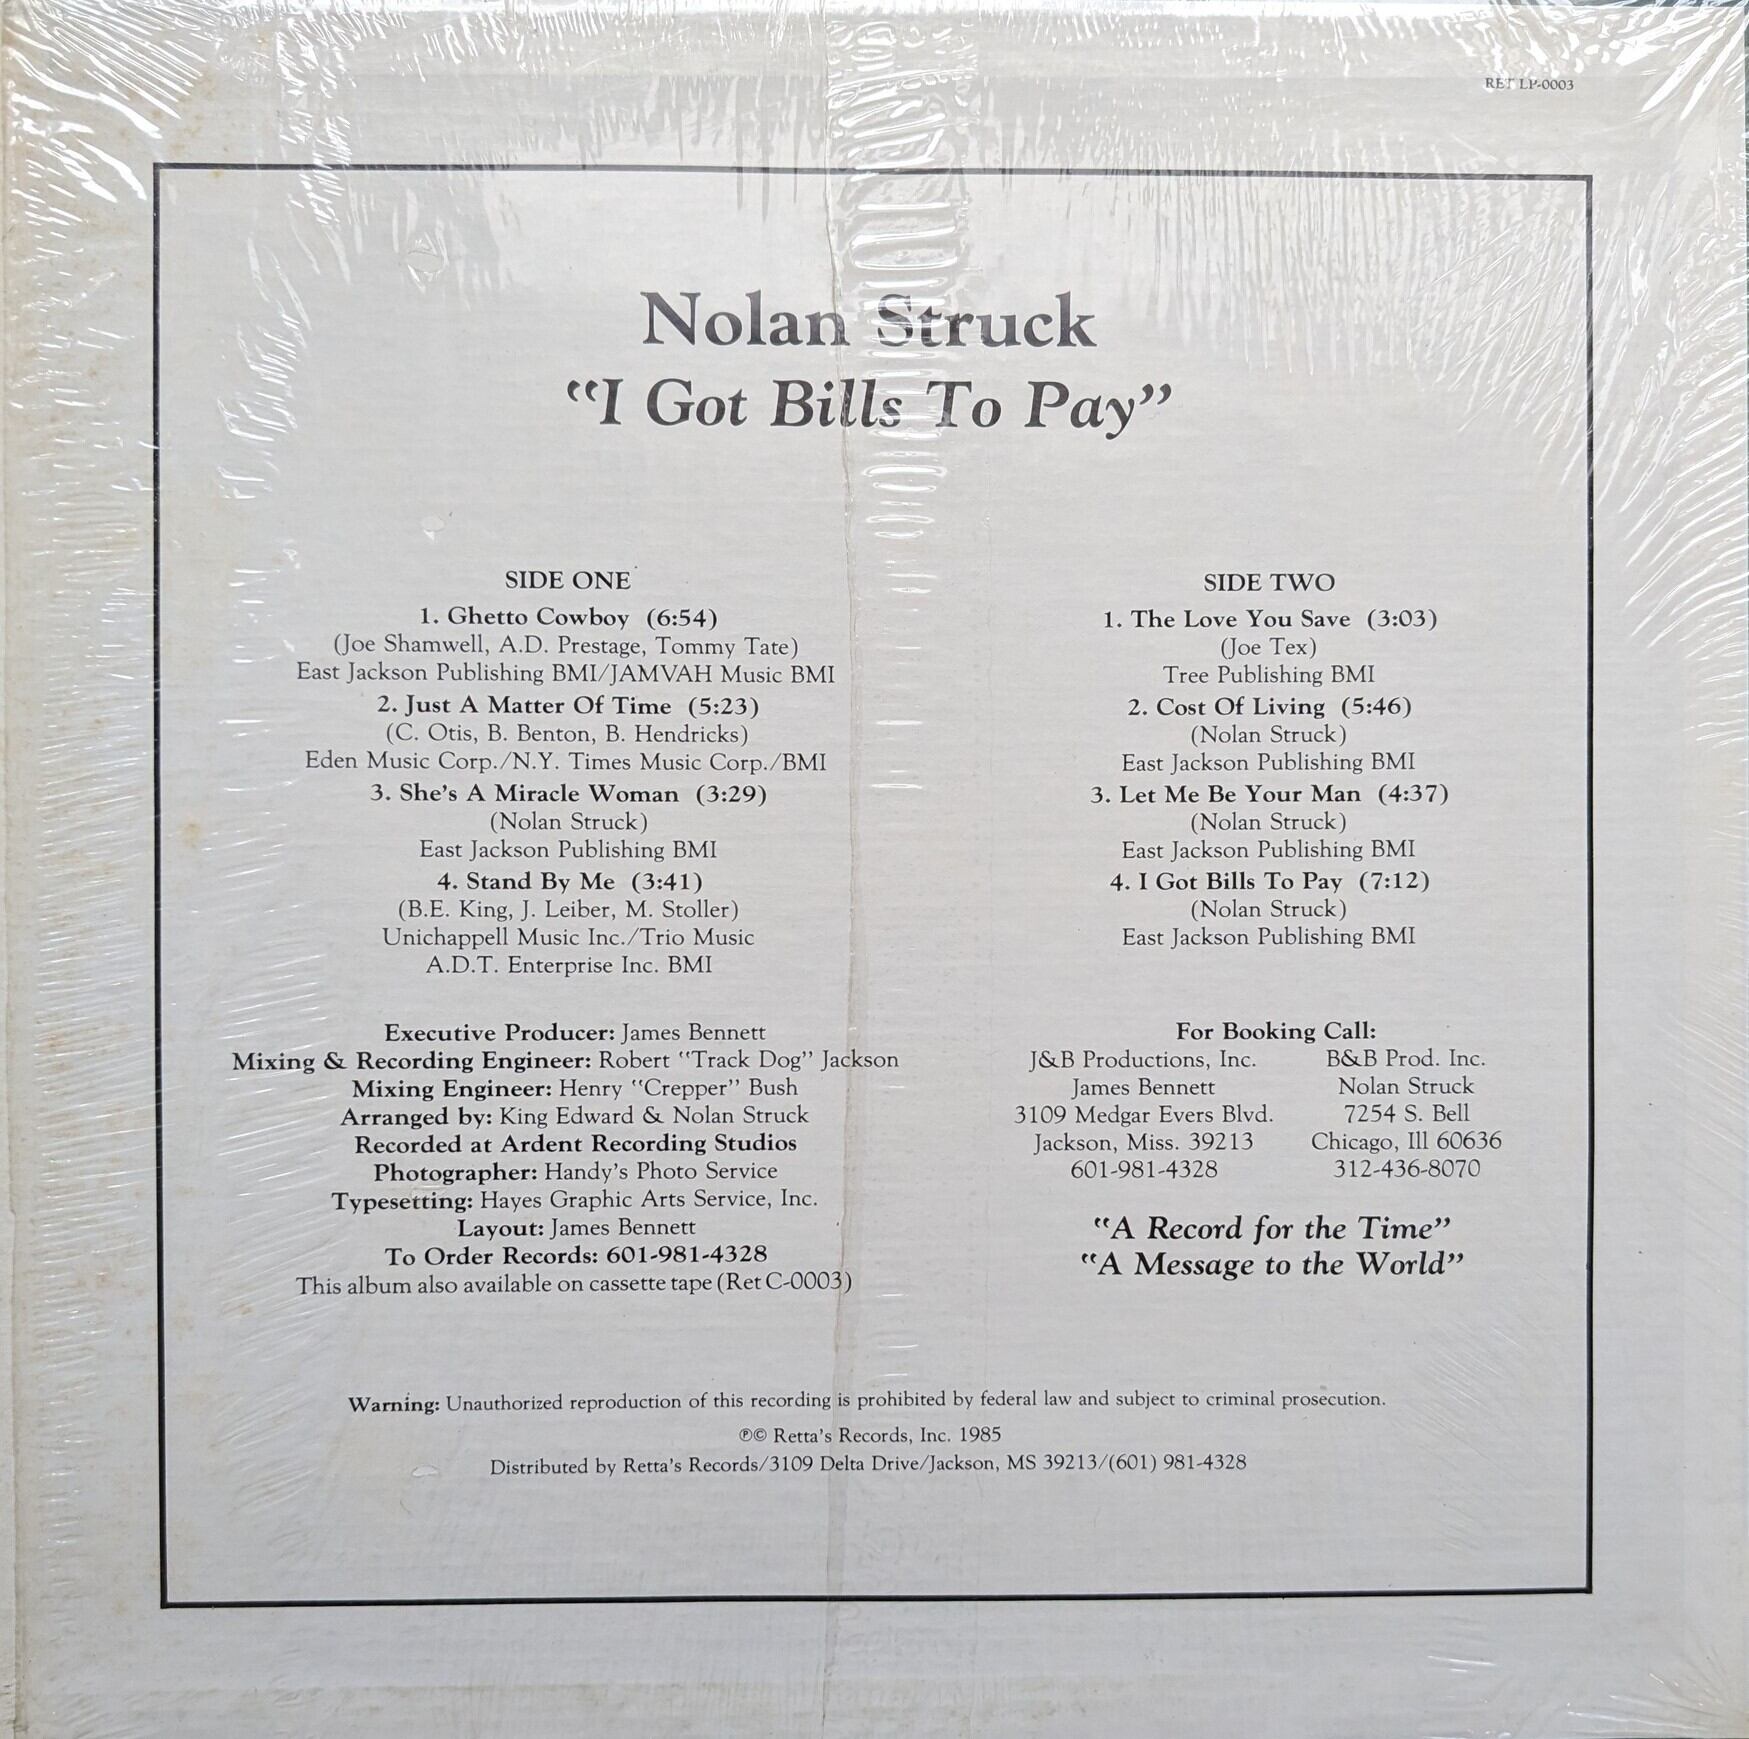 RET LP-0003
Nolan Struck
"I Got Bills To Pay"
SIDE ONE
1. Ghetto Cowboy (6:54)
(Joe Shamwell, A.D. Prestage, Tommy Tate)
East Jackson Publishing BMI/JAMVAH Music BMI
2. Just A Matter Of Time (5:23)
(C. Otis, B. Benton, B. Hendricks)
Eden Music Corp./N.Y. Times Music Corp./BMI
3. She's A Miracle Woman (3:29)
(Nolan Struck)
East Jackson Publishing BMI
4. Stand By Me (3:41)
(B.E. King, J. Leiber, M. Stoller)
Unichappell Music Inc./Trio Music
A.D.T. Enterprise Inc. BMI
SIDE TWO
1. The Love You Save (3:03)
(Joe Tex)
Tree Publishing BMI
2. Cost Of Living (5:46)
(Nolan Struck)
East Jackson Publishing BMI
3. Let Me Be Your Man (4:37)
(Nolan Struck)
East Jackson Publishing BMI
4. I Got Bills To Pay (7:12)
(Nolan Struck)
East Jackson Publishing BMI
Executive Producer: James Bennett
Mixing & Recording Engineer: Robert "Track Dog" Jackson
Mixing Engineer: Henry "Crepper" Bush
Arranged by: King Edward & Nolan Struck
Recorded at Ardent Recording Studios
Photographer: Handy's Photo Service
Typesetting: Hayes Graphic Arts Service, Inc.
Layout: James Bennett
To Order Records: 601-981-4328
This album also available on cassette tape (Ret C-0003)
For Booking Call:
J&B Productions, Inc.
James Bennett
3109 Medgar Evers Blvd.
Jackson, Miss. 39213
601-981-4328
B&B Prod. Inc.
Nolan Struck
7254 S. Bell
Chicago, Ill 60636
312-436-8070
"A Record for the Time"
"A Message to the World"
Warning: Unauthorized reproduction of this recording is prohibited by federal law and subject to criminal prosecution.
℗© Retta's Records, Inc. 1985
Distributed by Retta's Records/3109 Delta Drive/Jackson, MS 39213/(601) 981-4328